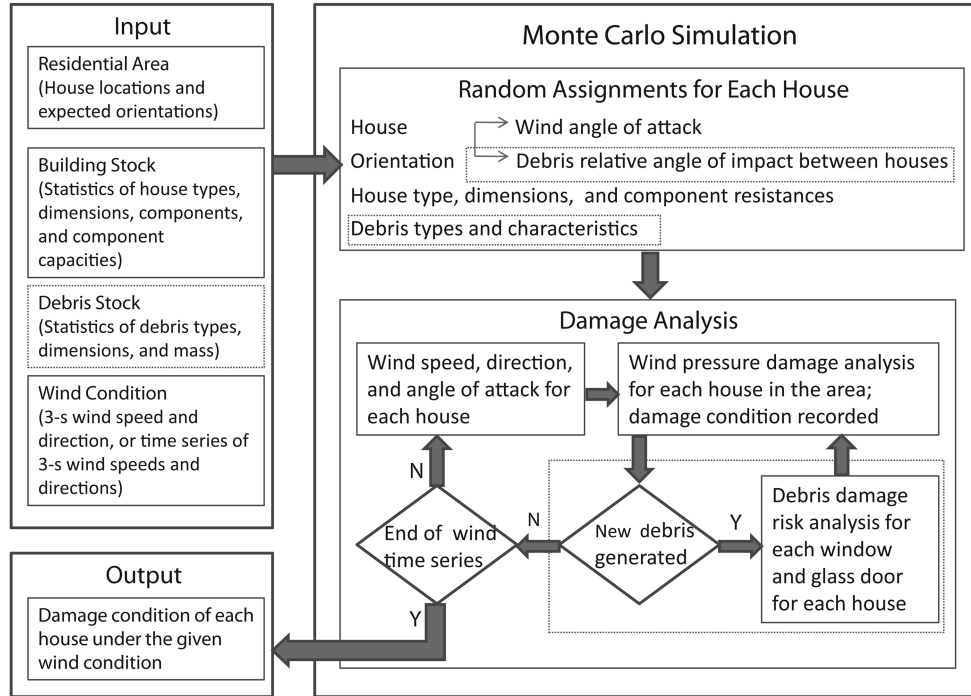 Input
Residential Area
(House locations and
expected orientations)
Building Stock
(Statistics of house types,
dimensions, components,
and component
capacities)
Debris Stock
(Statistics of debris types,
dimensions, and mass)
Wind Condition
(3-s wind speed and
direction, or time series of
3-s wind speeds and
directions)
Output
Damage condition of each
house under the given
wind condition
Monte Carlo Simulation
Random Assignments for Each House
House
Orientation
Wind angle of attack
Debris relative angle of impact between houses
House type, dimensions, and component resistances
Debris types and characteristics
Damage Analysis
Wind speed, direction,
and angle of attack for
each house
Wind pressure damage analysis
for each house in the area;
damage condition recorded
N
End of wind
time series
Y
N
New debris
generated
Y
Debris damage
risk analysis for
each window
and glass door
for each house